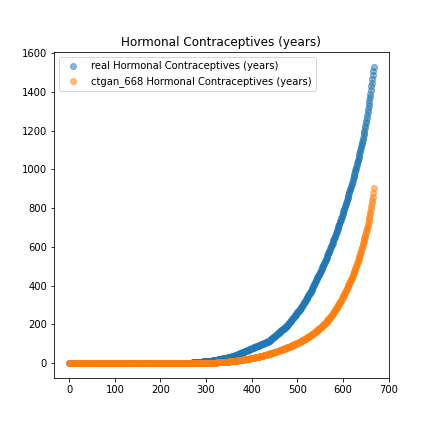 Hormonal Contraceptives (years)
real Hormonal Contraceptives (years)
ctgan_668 Hormonal Contraceptives (years)
1600
1400
1200
1000
800
600
400
200
0
0 100 200 300 400 500 600 700